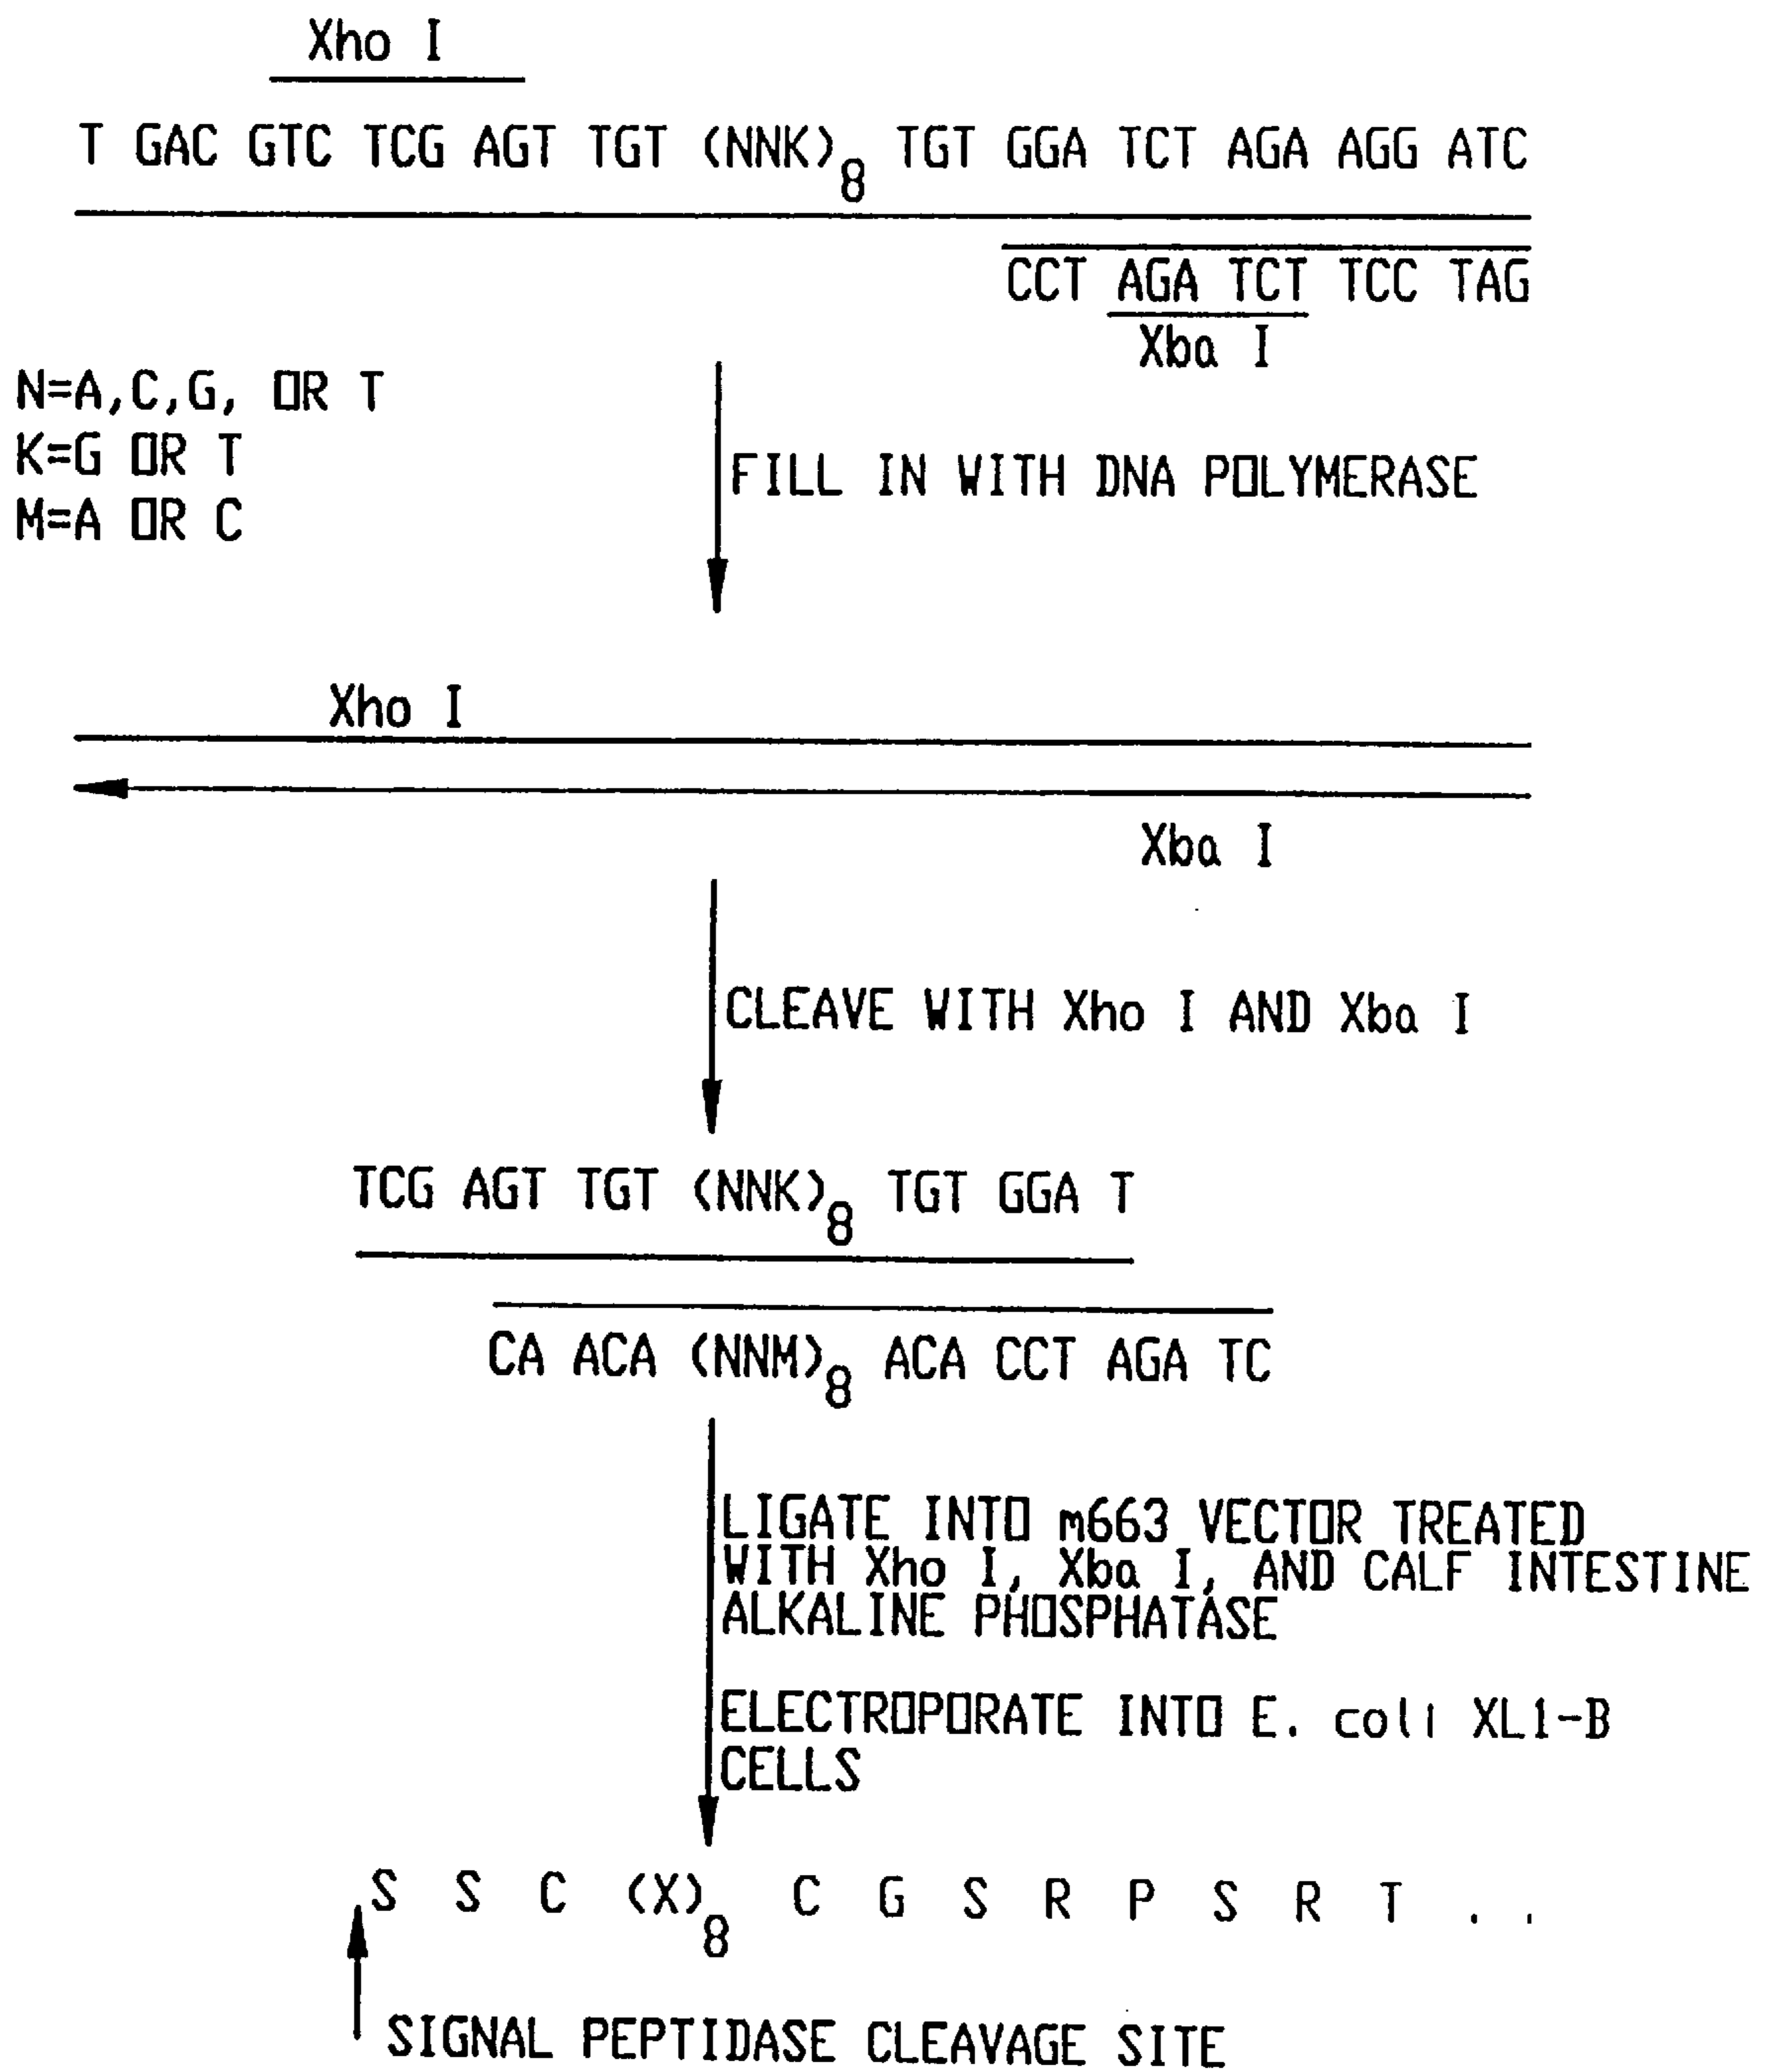 Xho I
T GAC GTC TCG AGT TGT (NNK)8 TGT GGA TCT AGA AGG ATC
CCT AGA TCT TCC TAG
Xba I
N=A,C,G, OR T
K=G OR T
M=A OR C
FILL IN WITH DNA POLYMERASE
Xho I
Xba I
CLEAVE WITH Xho I AND Xba I
TCG AGT TGT (NNK)8 TGT GGA T
CA ACA (NNM)8 ACA CCT AGA TC
LIGATE INTO m663 VECTOR TREATED
WITH Xho I, Xba I, AND CALF INTESTINE
ALKALINE PHOSPHATASE
ELECTROPORATE INTO E. coli XL1-B
CELLS
S S C (X)8 C G S R P S R T . .
SIGNAL PEPTIDASE CLEAVAGE SITE